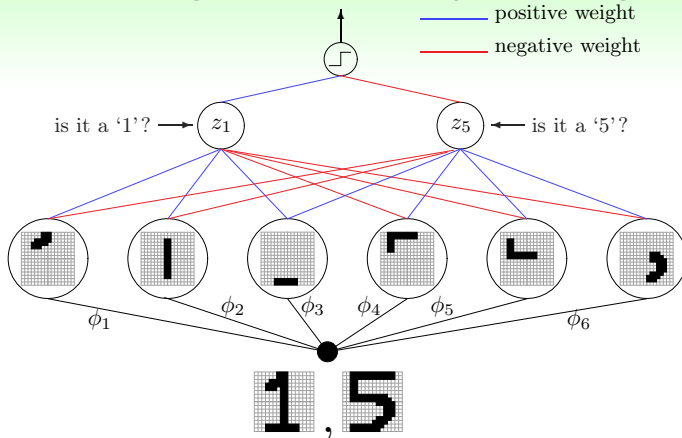 positive weight
negative weight
is it a ‘1’?
z1
z5
is it a ‘5’?
ϕ1
ϕ2
ϕ3
ϕ4
ϕ5
ϕ6
1 , 5